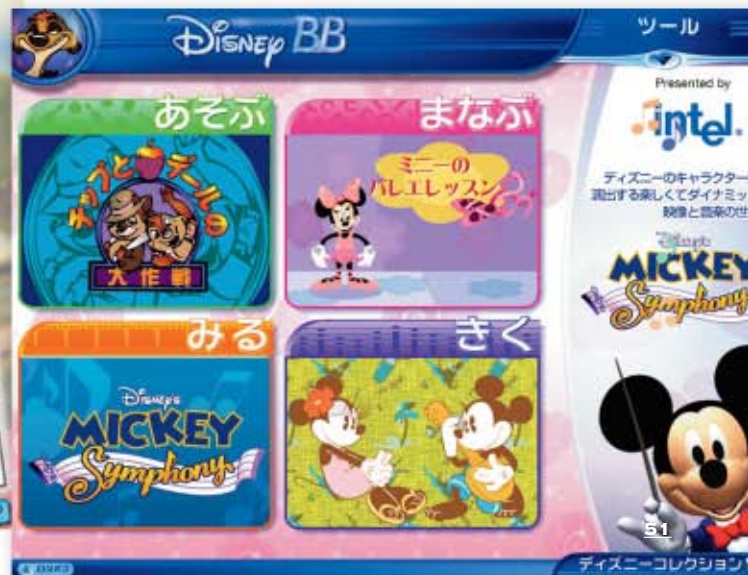 Disney BB
ツール
あそぶ
チップとデールの
大作戦
まなぶ
ミニーの
バレエレッスン
みる
Disney's
MICKEY
Symphony
きく
Presented by
intel.
ディズニーのキャラクター
演出する楽しくてダイナミッ
映像と音楽の世
Disney's
MICKEY
Symphony
51
ディズニーコレクション